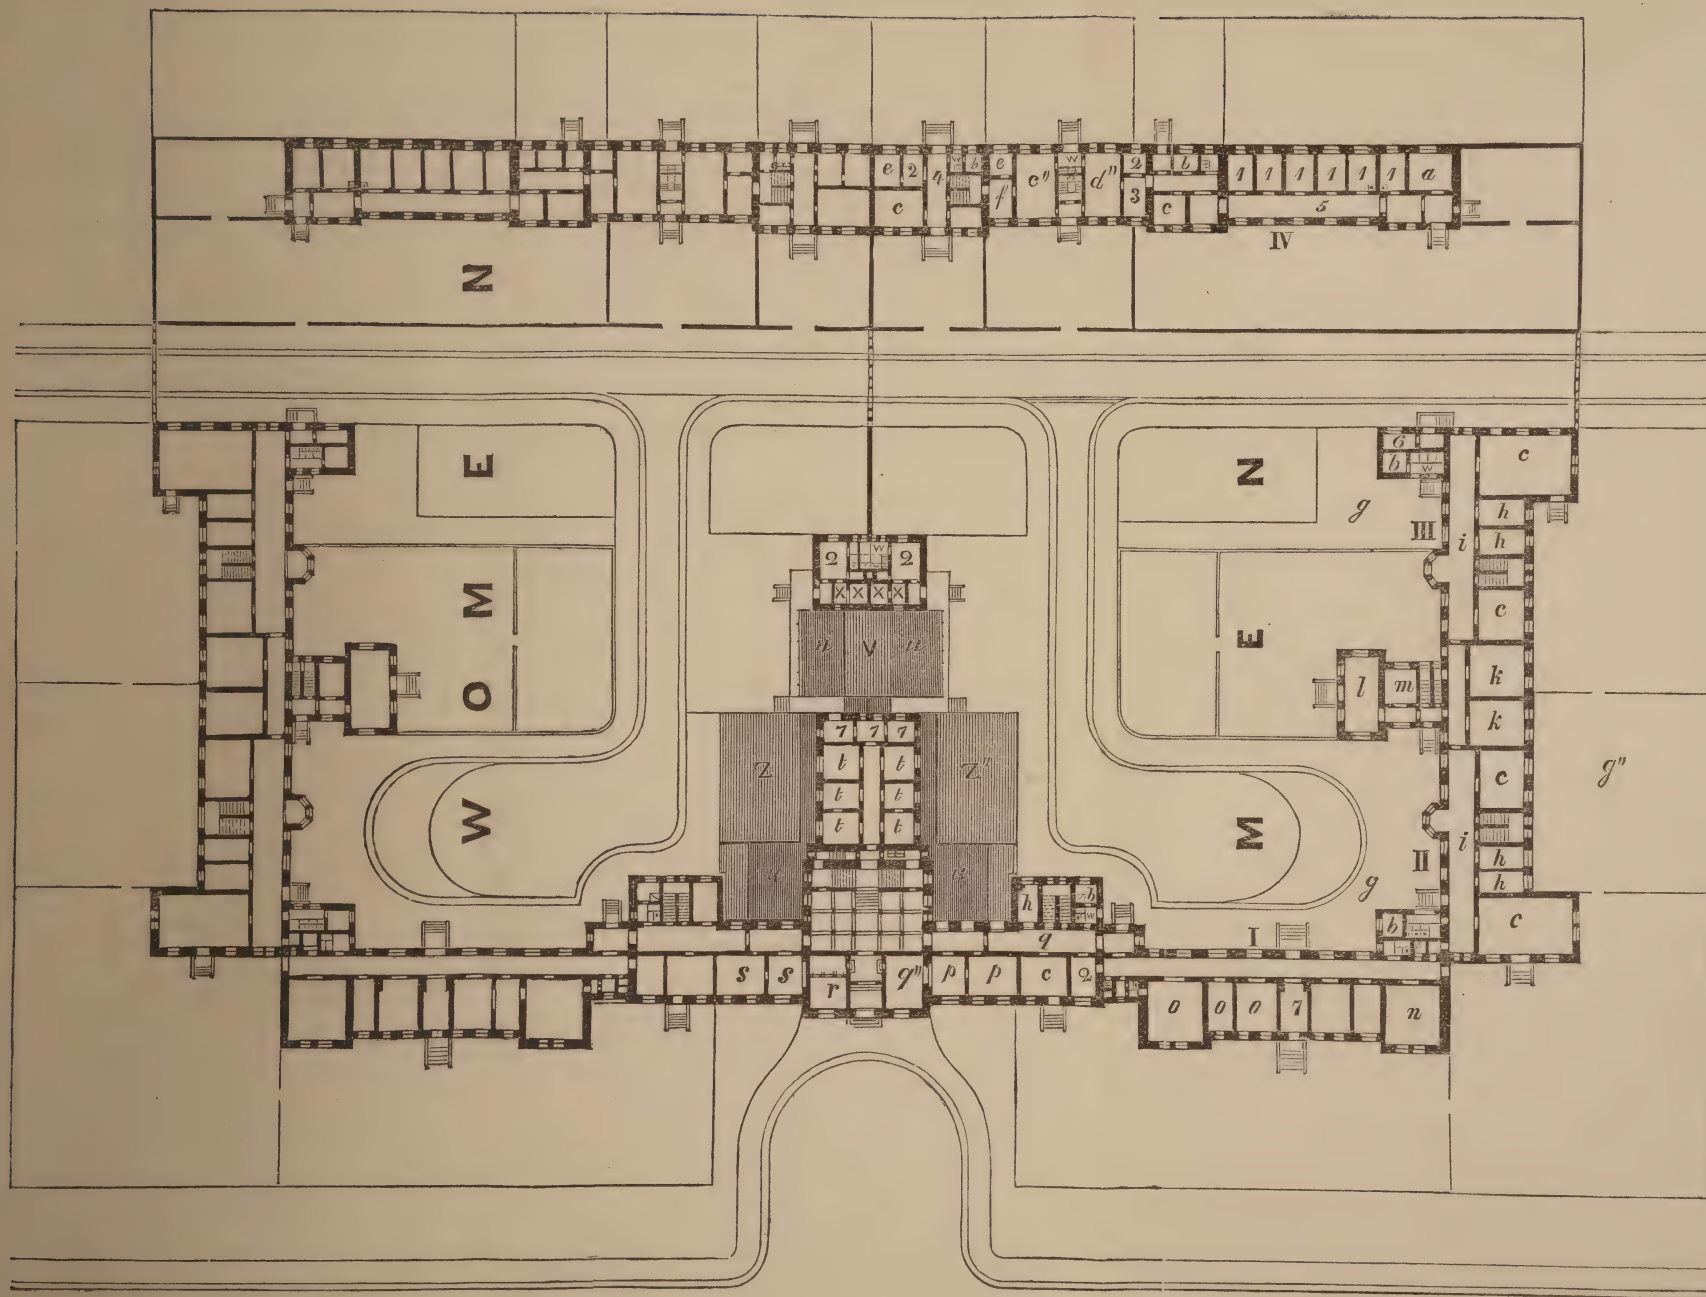 e 2 4 b e c" W d" 2 b 1 1 1 1 1 1 a
c f 3 c 5
IV
N
6 c
E N b W
g h
III i h
2 W 2
X X X X
M c
n V u E
O l m k
k
7 7 7
Z t t Z" c g"
t t
W M i
t t II h
u u g h
h b c
W b
q I
s s r q" p p c 2 o o o 7 n